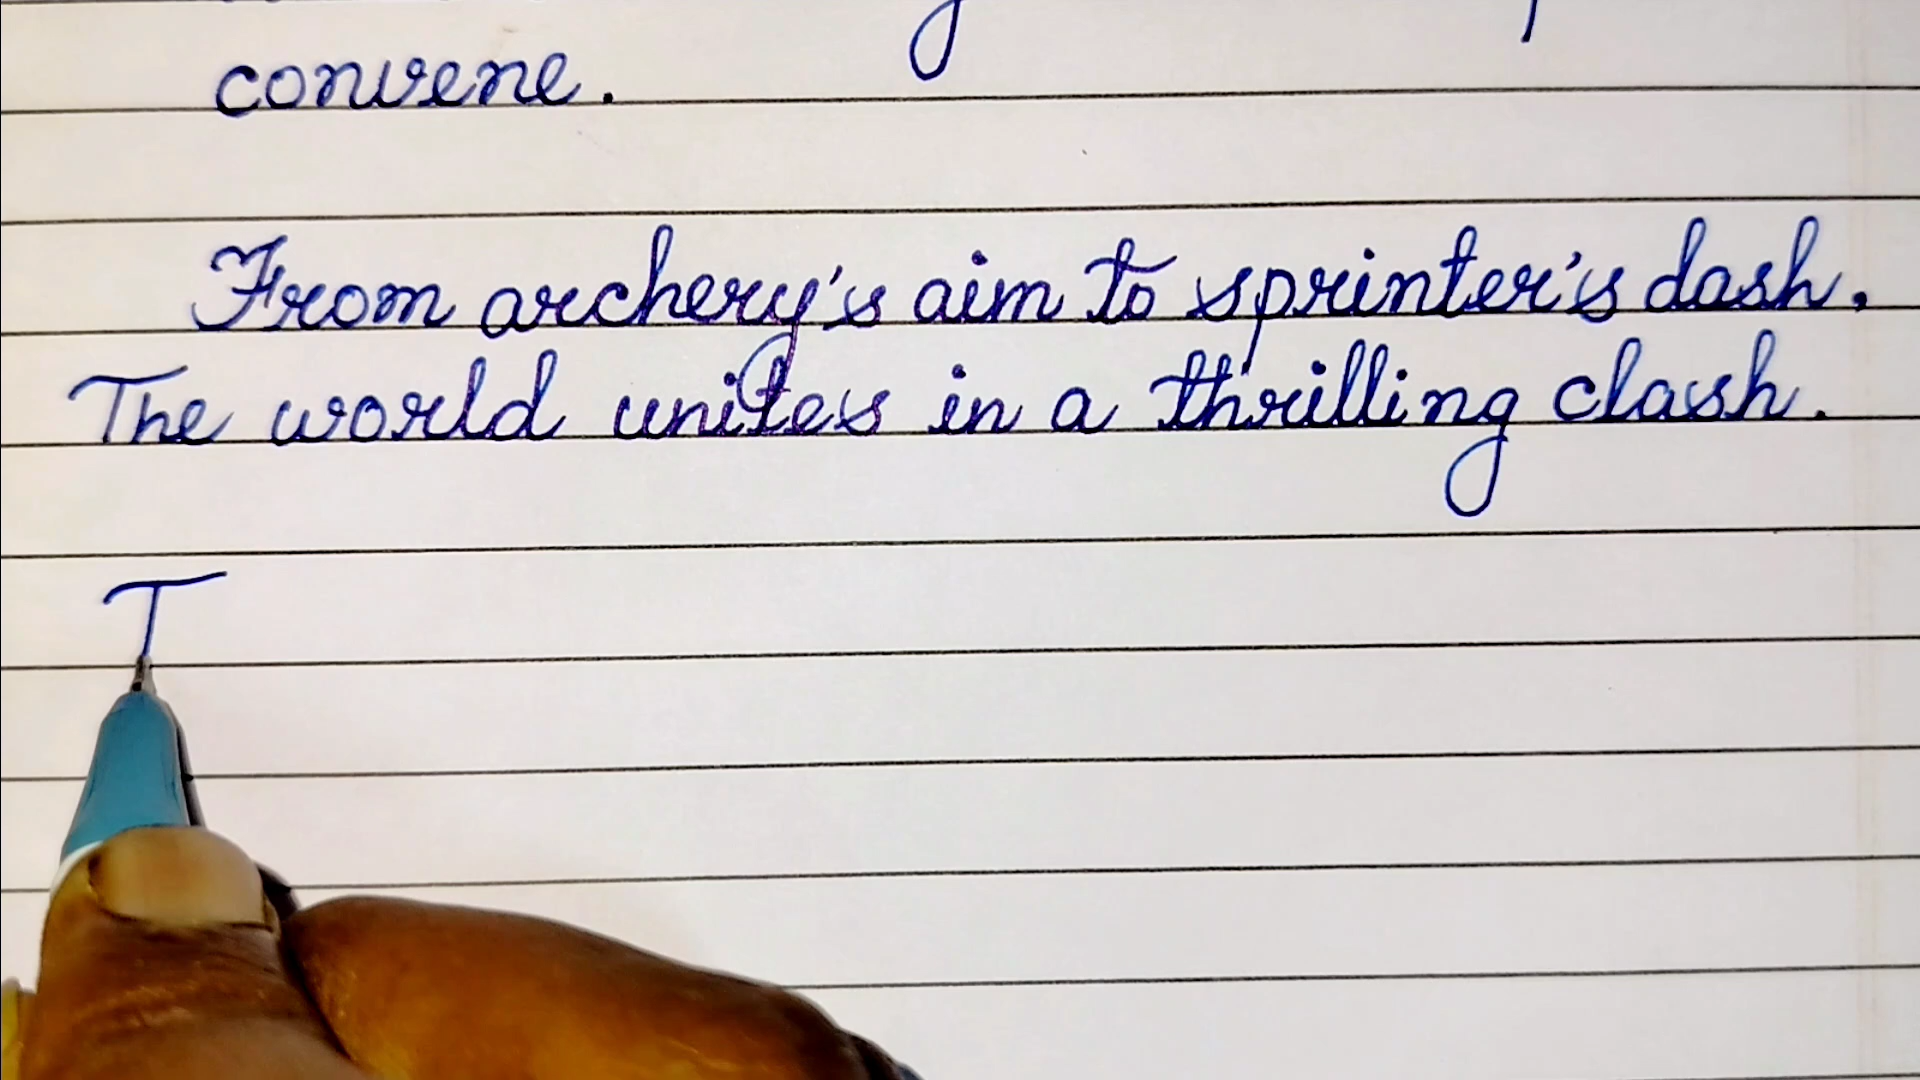 convene.
From archery's aim to sprinter's dash.
The world unites in a thrilling clash.
T